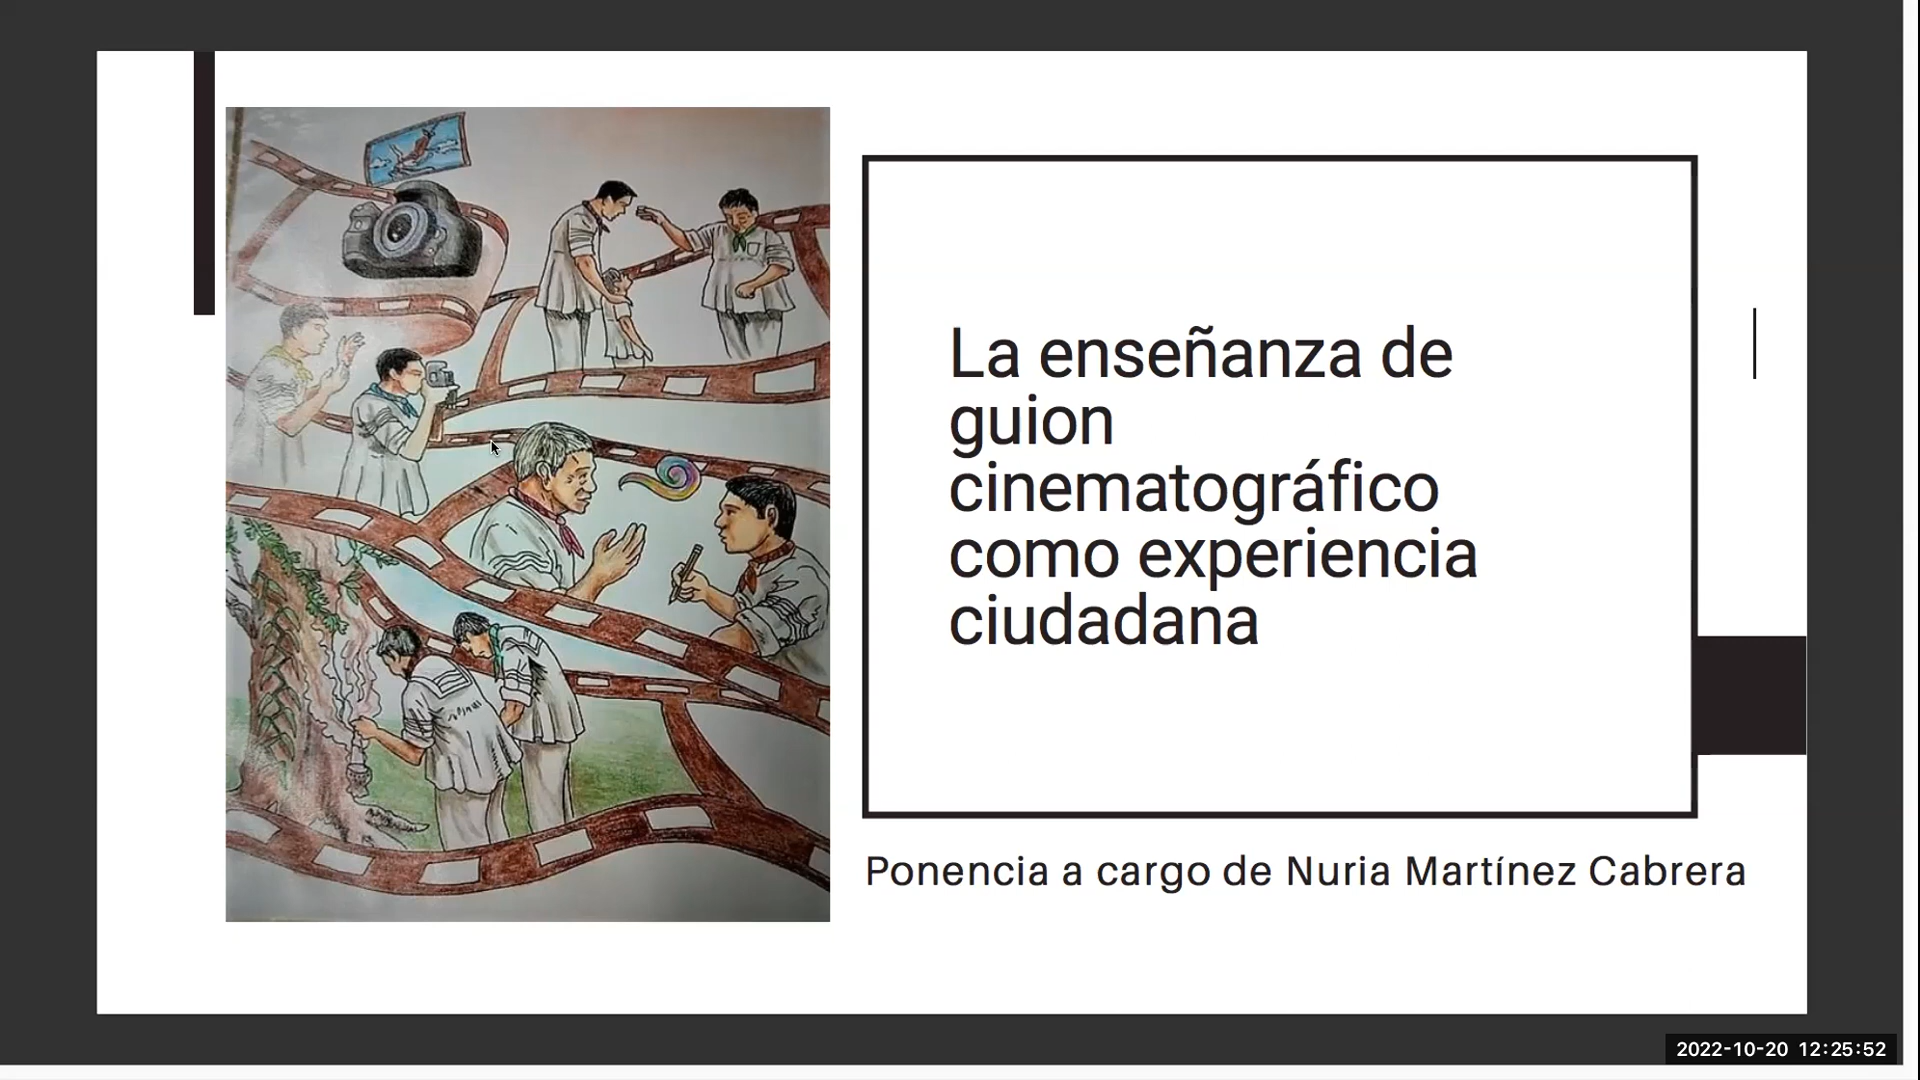 La enseñanza de
guion
cinematográfico
como experiencia
ciudadana
Ponencia a cargo de Nuria Martínez Cabrera
2022-10-20 12:25:52